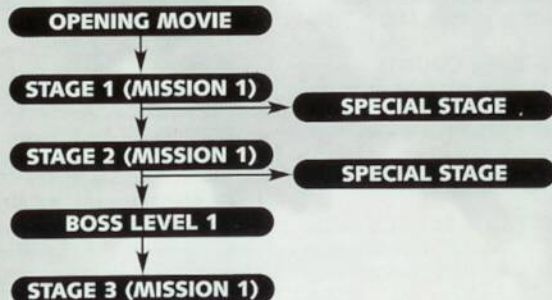 OPENING MOVIE
STAGE 1 (MISSION 1)
SPECIAL STAGE
STAGE 2 (MISSION 1)
SPECIAL STAGE
BOSS LEVEL 1
STAGE 3 (MISSION 1)